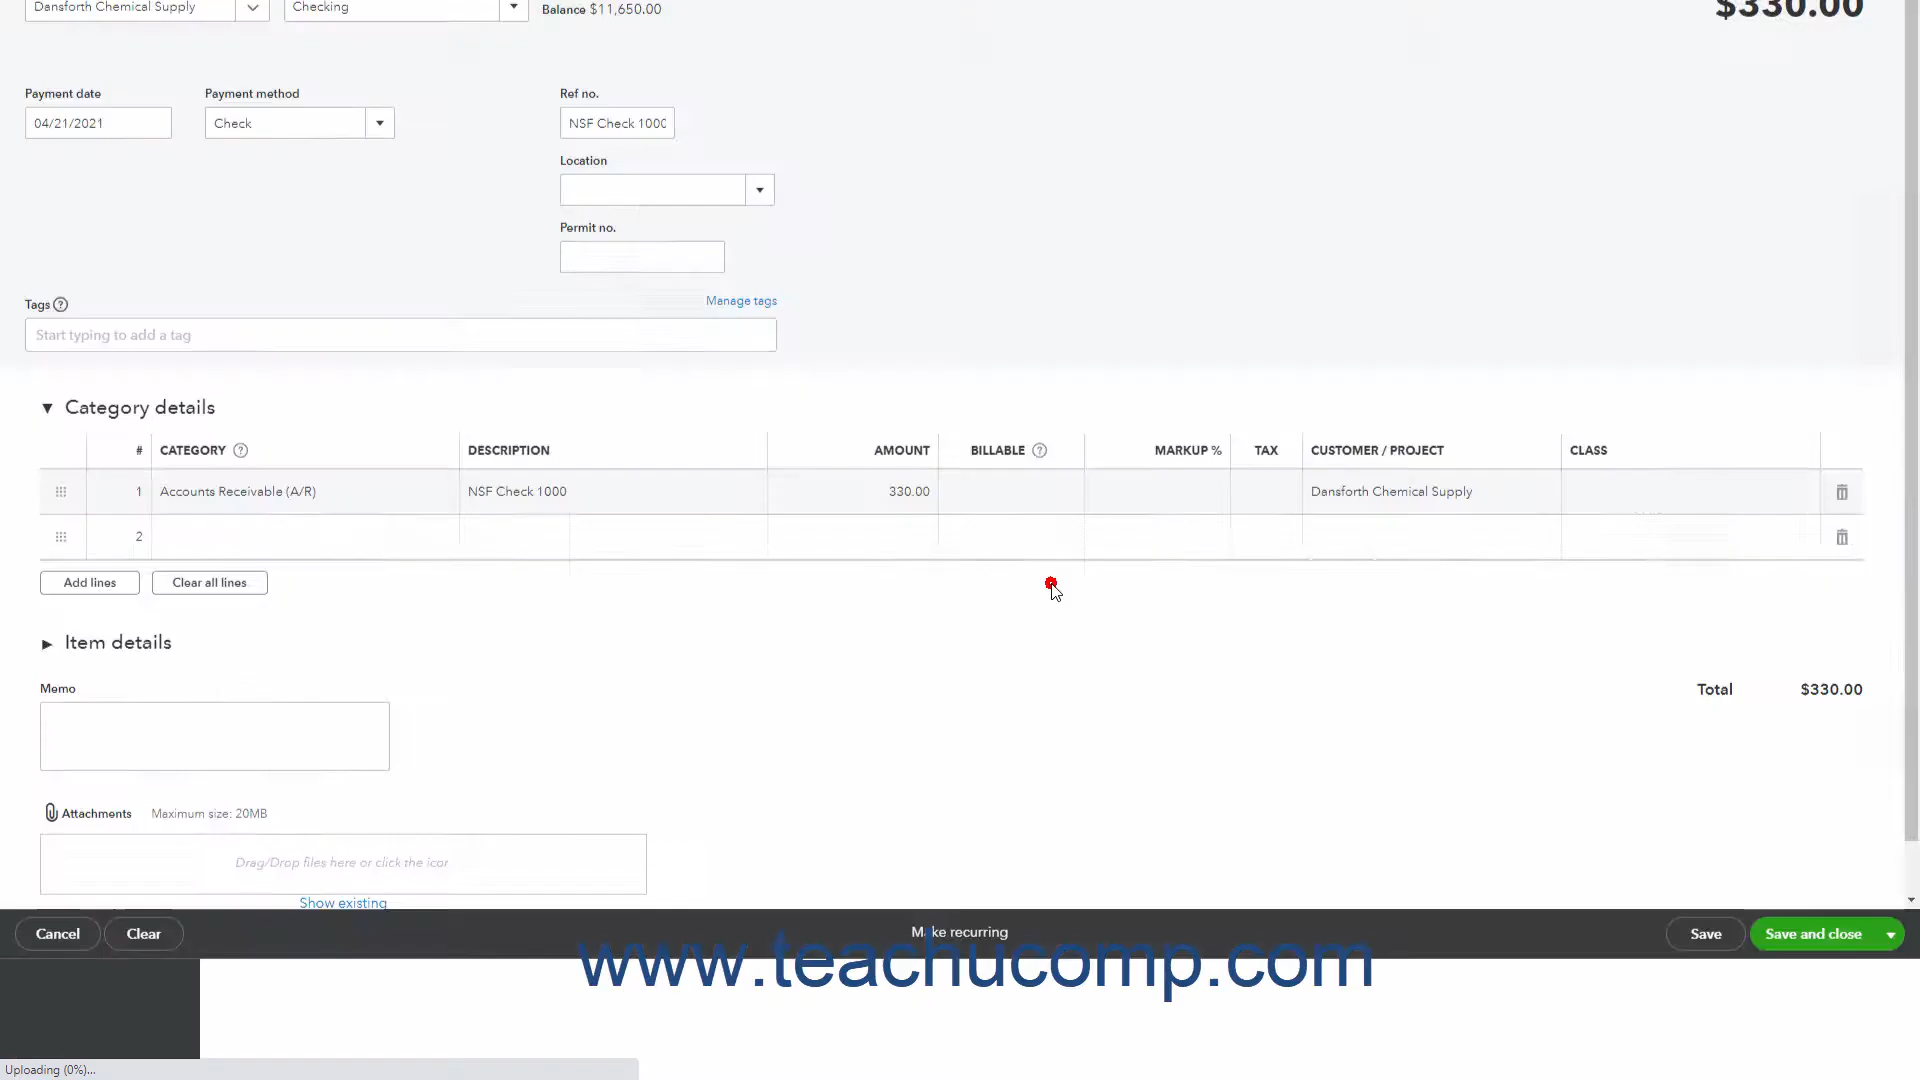 Dansforth Chemical Supply
Checking
Balance $11,650.00
$330.00
Payment date
Payment method
Ref no.
04/21/2021
Check
NSF Check 1000
Location
Permit no.
Tags ?
Manage tags
Start typing to add a tag
Category details
# CATEGORY ? DESCRIPTION AMOUNT BILLABLE ? MARKUP % TAX CUSTOMER / PROJECT CLASS
1 Accounts Receivable (A/R) NSF Check 1000 330.00 Dansforth Chemical Supply
2
Add lines
Clear all lines
Item details
Memo
Total $330.00
Attachments Maximum size: 20MB
Drag/Drop files here or click the icon
Show existing
Cancel
Clear
Make recurring
Save
Save and close
www.teachucomp.com
Uploading (0%)...